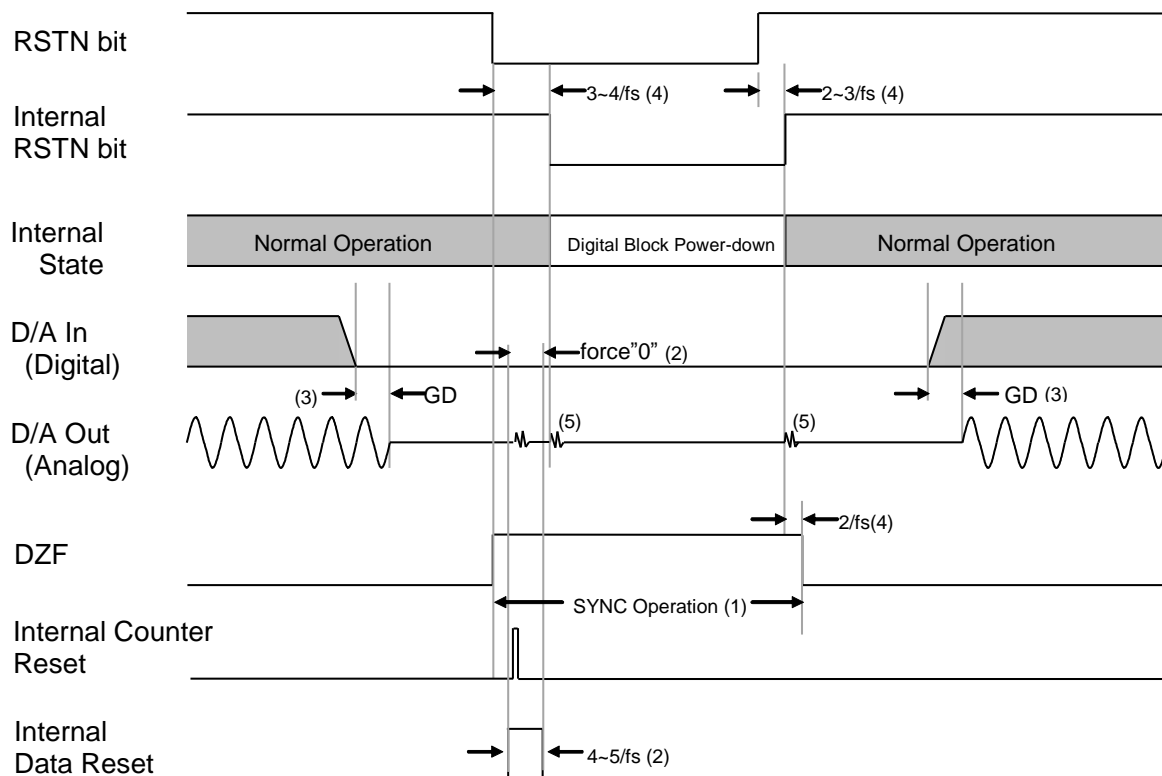 RSTN bit
3~4/fs (4)
2~3/fs (4)
Internal
RSTN bit
Internal
State
Normal Operation
Digital Block Power-down
Normal Operation
D/A In
(Digital)
force”0” (2)
(3)
GD
GD (3)
D/A Out
(Analog)
(5)
(5)
2/fs(4)
DZF
SYNC Operation (1)
Internal Counter
Reset
Internal
Data Reset
4~5/fs (2)